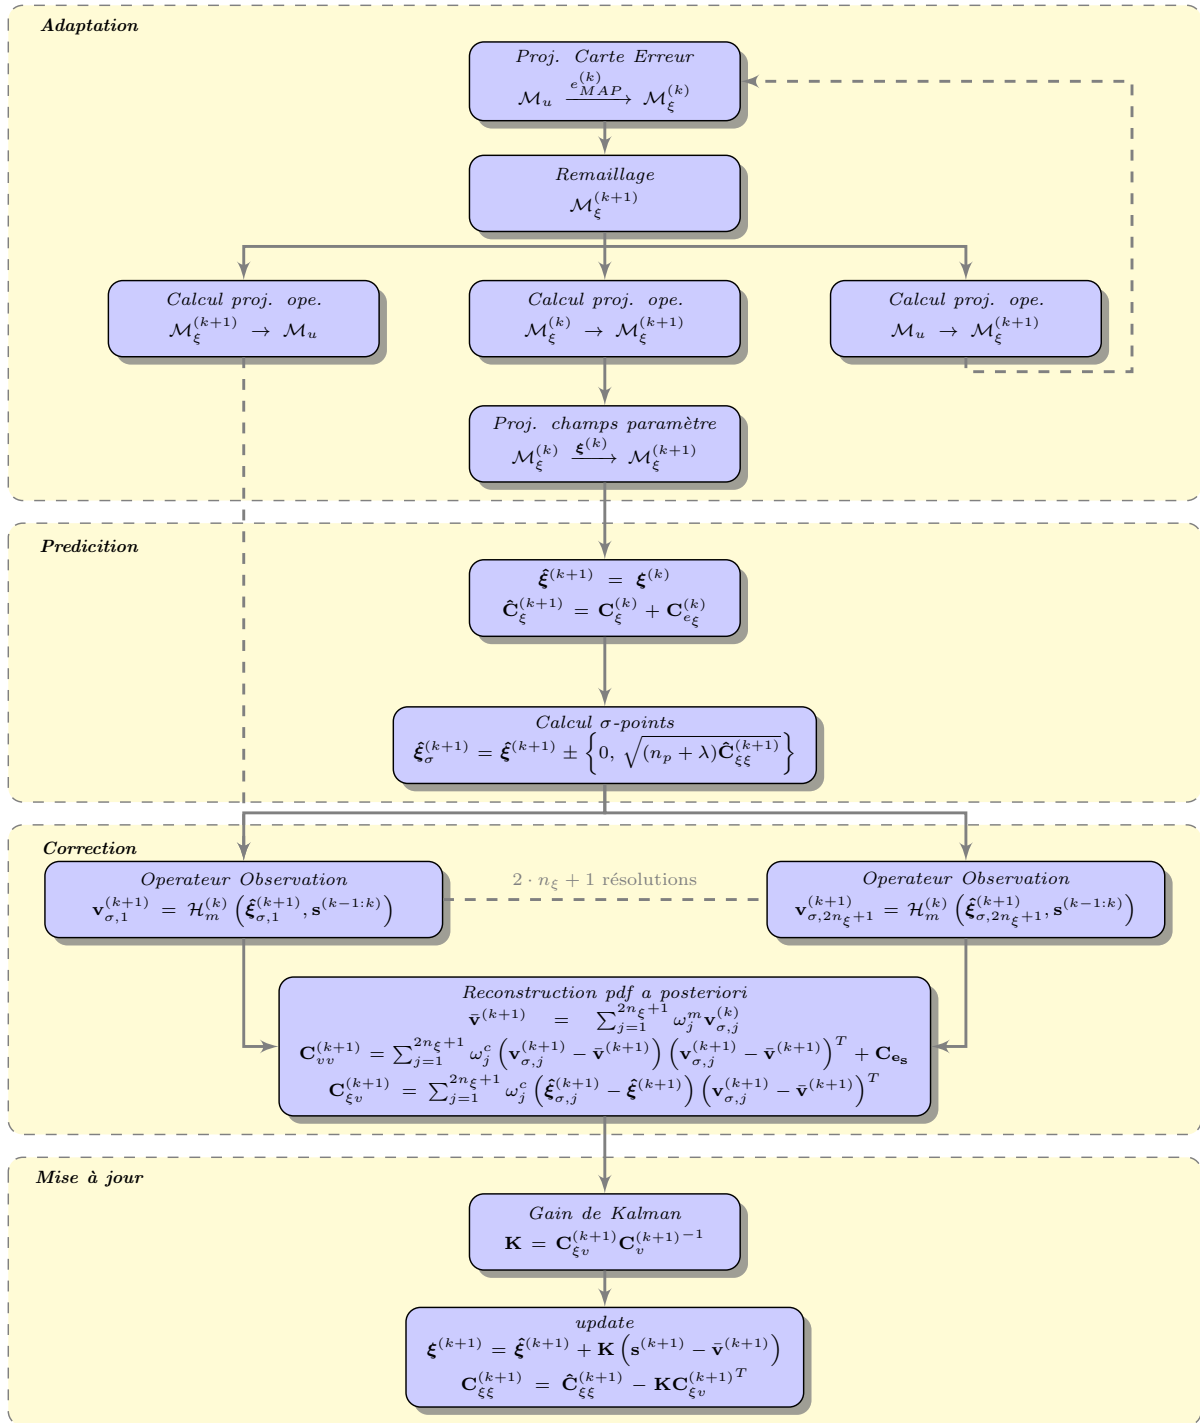 Adaptation
Proj. Carte Erreur
$\mathcal{M}_u \xrightarrow{e_{MAP}^{(k)}} \mathcal{M}_\xi^{(k)}$
Remaillage
$\mathcal{M}_\xi^{(k+1)}$
Calcul proj. ope.
$\mathcal{M}_\xi^{(k+1)} \rightarrow \mathcal{M}_u$
Calcul proj. ope.
$\mathcal{M}_\xi^{(k)} \rightarrow \mathcal{M}_\xi^{(k+1)}$
Calcul proj. ope.
$\mathcal{M}_u \rightarrow \mathcal{M}_\xi^{(k+1)}$
Proj. champs paramètre
$\mathcal{M}_\xi^{(k)} \xrightarrow{\boldsymbol{\xi}^{(k)}} \mathcal{M}_\xi^{(k+1)}$
Predicition
$\hat{\boldsymbol{\xi}}^{(k+1)} = \boldsymbol{\xi}^{(k)}$
$\hat{\mathbf{C}}_\xi^{(k+1)} = \mathbf{C}_\xi^{(k)} + \mathbf{C}_{e_\xi}^{(k)}$
Calcul σ-points
$\hat{\boldsymbol{\xi}}_\sigma^{(k+1)} = \hat{\boldsymbol{\xi}}^{(k+1)} \pm \left\{0, \sqrt{(n_p + \lambda)\hat{\mathbf{C}}_{\xi\xi}^{(k+1)}}\right\}$
Correction
Operateur Observation
$\mathbf{v}_{\sigma,1}^{(k+1)} = \mathcal{H}_m^{(k)}\left(\hat{\boldsymbol{\xi}}_{\sigma,1}^{(k+1)}, \mathbf{s}^{(k-1:k)}\right)$
$2 \cdot n_\xi + 1$ résolutions
Operateur Observation
$\mathbf{v}_{\sigma,2n_\xi+1}^{(k+1)} = \mathcal{H}_m^{(k)}\left(\hat{\boldsymbol{\xi}}_{\sigma,2n_\xi+1}^{(k+1)}, \mathbf{s}^{(k-1:k)}\right)$
Reconstruction pdf a posteriori
$\bar{\mathbf{v}}^{(k+1)} = \sum_{j=1}^{2n_\xi+1} \omega_j^m \mathbf{v}_{\sigma,j}^{(k)}$
$\mathbf{C}_{vv}^{(k+1)} = \sum_{j=1}^{2n_\xi+1} \omega_j^c \left(\mathbf{v}_{\sigma,j}^{(k+1)} - \bar{\mathbf{v}}^{(k+1)}\right)\left(\mathbf{v}_{\sigma,j}^{(k+1)} - \bar{\mathbf{v}}^{(k+1)}\right)^T + \mathbf{C}_{\mathbf{e_s}}$
$\mathbf{C}_{\xi v}^{(k+1)} = \sum_{j=1}^{2n_\xi+1} \omega_j^c \left(\hat{\boldsymbol{\xi}}_{\sigma,j}^{(k+1)} - \hat{\boldsymbol{\xi}}^{(k+1)}\right)\left(\mathbf{v}_{\sigma,j}^{(k+1)} - \bar{\mathbf{v}}^{(k+1)}\right)^T$
Mise à jour
Gain de Kalman
$\mathbf{K} = \mathbf{C}_{\xi v}^{(k+1)} {\mathbf{C}_v^{(k+1)}}^{-1}$
update
$\boldsymbol{\xi}^{(k+1)} = \hat{\boldsymbol{\xi}}^{(k+1)} + \mathbf{K}\left(\mathbf{s}^{(k+1)} - \bar{\mathbf{v}}^{(k+1)}\right)$
$\mathbf{C}_{\xi\xi}^{(k+1)} = \hat{\mathbf{C}}_{\xi\xi}^{(k+1)} - \mathbf{K}{\mathbf{C}_{\xi v}^{(k+1)}}^T$